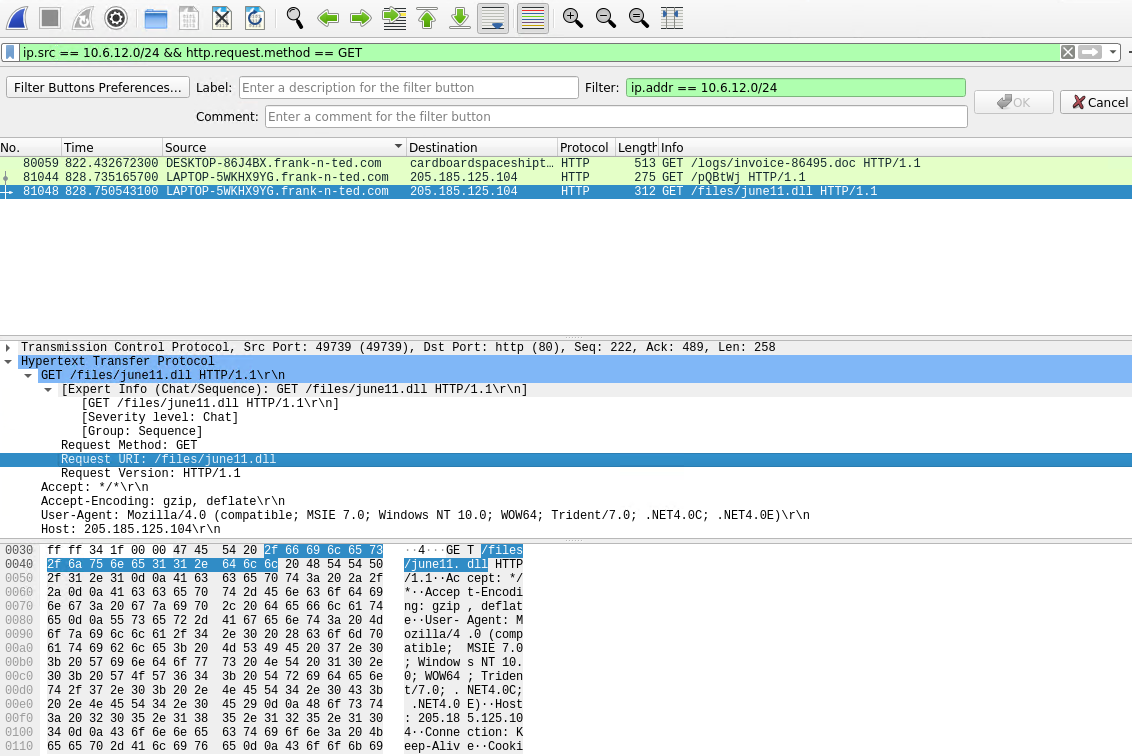 ip.src == 10.6.12.0/24 && http.request.method == GET
Filter Buttons Preferences... Label: Enter a description for the filter button Filter: ip.addr == 10.6.12.0/24
Comment: Enter a comment for the filter button OK Cancel
No. Time Source Destination Protocol Length Info
80059 822.432672300 DESKTOP-86J4BX.frank-n-ted.com cardboardspaceshipt… HTTP 513 GET /logs/invoice-86495.doc HTTP/1.1
81044 828.735165700 LAPTOP-5WKHX9YG.frank-n-ted.com 205.185.125.104 HTTP 275 GET /pQBtWj HTTP/1.1
81048 828.750543100 LAPTOP-5WKHX9YG.frank-n-ted.com 205.185.125.104 HTTP 312 GET /files/june11.dll HTTP/1.1
Transmission Control Protocol, Src Port: 49739 (49739), Dst Port: http (80), Seq: 222, Ack: 489, Len: 258
Hypertext Transfer Protocol
GET /files/june11.dll HTTP/1.1\r\n
[Expert Info (Chat/Sequence): GET /files/june11.dll HTTP/1.1\r\n]
[GET /files/june11.dll HTTP/1.1\r\n]
[Severity level: Chat]
[Group: Sequence]
Request Method: GET
Request URI: /files/june11.dll
Request Version: HTTP/1.1
Accept: */*\r\n
Accept-Encoding: gzip, deflate\r\n
User-Agent: Mozilla/4.0 (compatible; MSIE 7.0; Windows NT 10.0; WOW64; Trident/7.0; .NET4.0C; .NET4.0E)\r\n
Host: 205.185.125.104\r\n
0030 ff ff 34 1f 00 00 47 45 54 20 2f 66 69 6c 65 73 ··4···GE T /files
0040 2f 6a 75 6e 65 31 31 2e 64 6c 6c 20 48 54 54 50 /june11. dll HTTP
0050 2f 31 2e 31 0d 0a 41 63 63 65 70 74 3a 20 2a 2f /1.1··Ac cept: */
0060 2a 0d 0a 41 63 63 65 70 74 2d 45 6e 63 6f 64 69 *··Accep t-Encodi
0070 6e 67 3a 20 67 7a 69 70 2c 20 64 65 66 6c 61 74 ng: gzip , deflat
0080 65 0d 0a 55 73 65 72 2d 41 67 65 6e 74 3a 20 4d e··User- Agent: M
0090 6f 7a 69 6c 6c 61 2f 34 2e 30 20 28 63 6f 6d 70 ozilla/4 .0 (comp
00a0 61 74 69 62 6c 65 3b 20 4d 53 49 45 20 37 2e 30 atible; MSIE 7.0
00b0 3b 20 57 69 6e 64 6f 77 73 20 4e 54 20 31 30 2e ; Window s NT 10.
00c0 30 3b 20 57 4f 57 36 34 3b 20 54 72 69 64 65 6e 0; WOW64 ; Triden
00d0 74 2f 37 2e 30 3b 20 2e 4e 45 54 34 2e 30 43 3b t/7.0; . NET4.0C;
00e0 20 2e 4e 45 54 34 2e 30 45 29 0d 0a 48 6f 73 74 .NET4.0 E)··Host
00f0 3a 20 32 30 35 2e 31 38 35 2e 31 32 35 2e 31 30 : 205.18 5.125.10
0100 34 0d 0a 43 6f 6e 6e 65 63 74 69 6f 6e 3a 20 4b 4··Conne ction: K
0110 65 65 70 2d 41 6c 69 76 65 0d 0a 43 6f 6f 6b 69 eep-Aliv e··Cooki